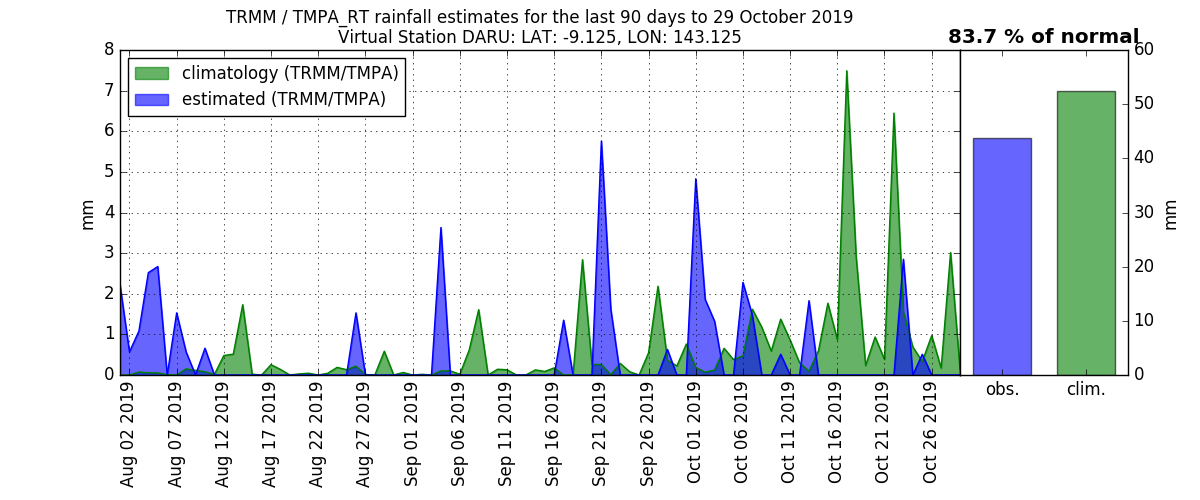 TRMM / TMPA_RT rainfall estimates for the last 90 days to 29 October 2019
Virtual Station DARU: LAT: -9.125, LON: 143.125
83.7 % of normal
climatology (TRMM/TMPA)
estimated (TRMM/TMPA)
8
7
6
5
4
3
2
1
0
mm
Aug 02 2019
Aug 07 2019
Aug 12 2019
Aug 17 2019
Aug 22 2019
Aug 27 2019
Sep 01 2019
Sep 06 2019
Sep 11 2019
Sep 16 2019
Sep 21 2019
Sep 26 2019
Oct 01 2019
Oct 06 2019
Oct 11 2019
Oct 16 2019
Oct 21 2019
Oct 26 2019
60
50
40
30
20
10
0
mm
obs.
clim.